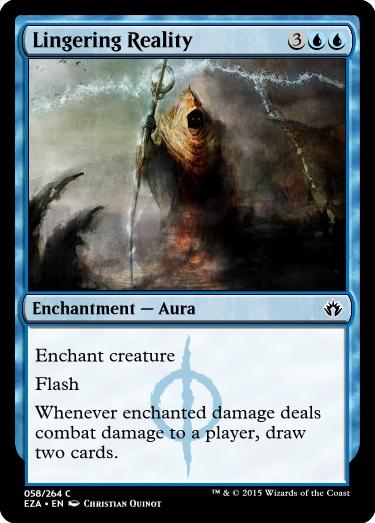 Lingering Reality 3
Enchantment — Aura
Enchant creature
Flash
Whenever enchanted damage deals
combat damage to a player, draw
two cards.
058/264 C
EZA • EN Christian Quinot
™ & © 2015 Wizards of the Coast